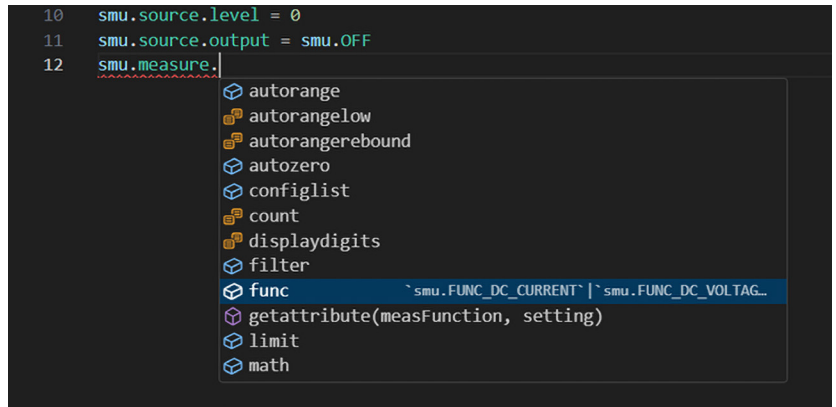 10 smu.source.level = 0
11 smu.source.output = smu.OFF
12 smu.measure.
autorange
autorangelow
autorangerebound
autozero
configlist
count
displaydigits
filter
func `smu.FUNC_DC_CURRENT`|`smu.FUNC_DC_VOLTAG…
getattribute(measFunction, setting)
limit
math